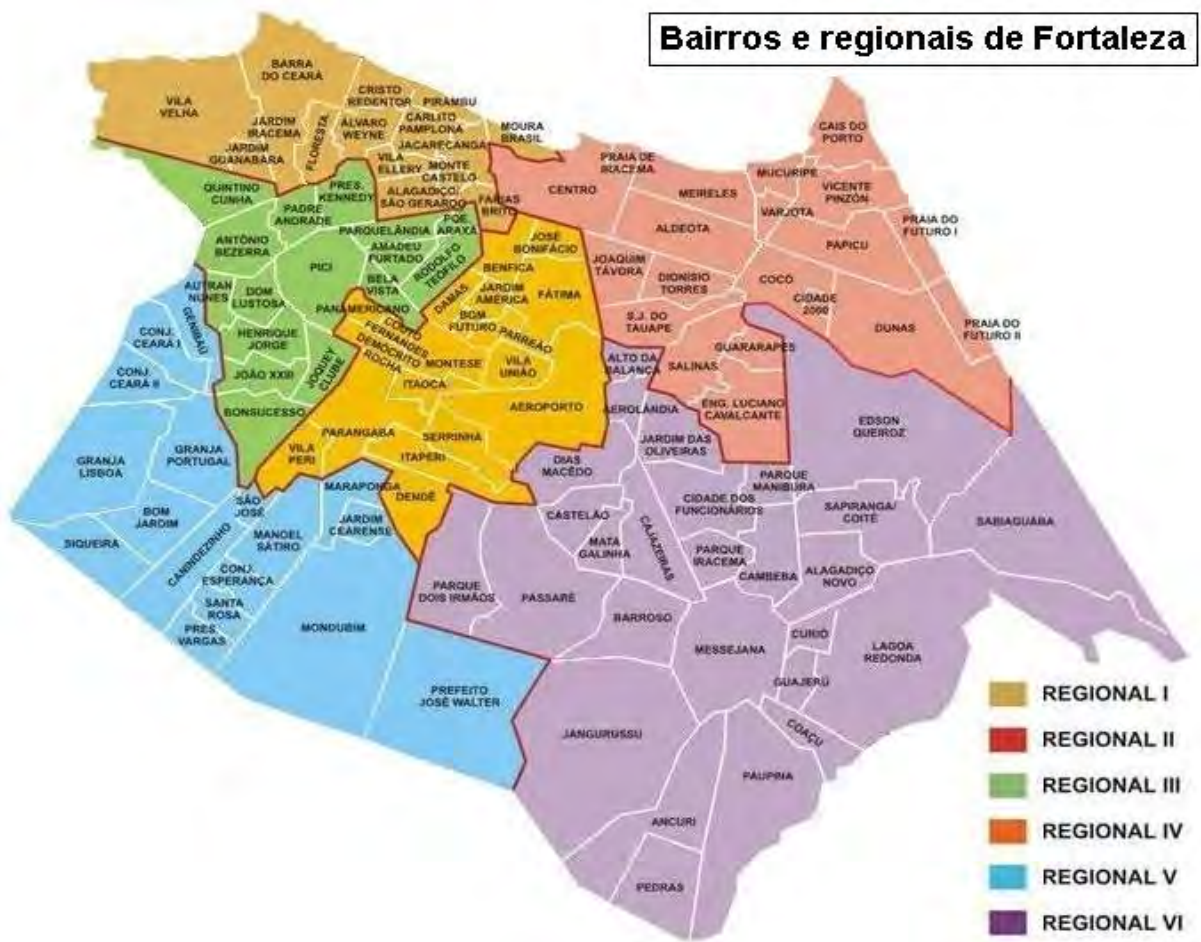 Bairros e regionais de Fortaleza
BARRA
DO CEARÁ
VILA
VELHA
CRISTO
REDENTOR
PIRAMBU
JARDIM
IRACEMA
FLORESTA
ÁLVARO
WEYNE
CARLITO
PAMPLONA
JACARECANGA
MOURA
BRASIL
JARDIM
GUANABARA
VILA
ELLERY
MONTE
CASTELO
ALAGADIÇO/
SÃO GERARDO
FARIAS
BRITO
CENTRO
PRAIA DE
IRACEMA
MEIRELES
MUCURIPE
CAIS DO
PORTO
VICENTE
PINZÓN
VARJOTA
PRAIA DO
FUTURO I
ALDEOTA
PAPICU
QUINTINO
CUNHA
PRES.
KENNEDY
PADRE
ANDRADE
PARQUELÂNDIA
PQE.
ARAXÁ
AMADEU
FURTADO
RODOLFO
TEÓFILO
ANTÔNIO
BEZERRA
PICI
BELA
VISTA
JOSÉ
BONIFÁCIO
BENFICA
JOAQUIM
TÁVORA
DIONÍSIO
TORRES
COCÓ
CIDADE
2000
DUNAS
PRAIA DO
FUTURO II
AUTRAN
NUNES
DOM
LUSTOSA
PANAMERICANO
DAMAS
JARDIM
AMÉRICA
FÁTIMA
BOM
FUTURO
PARREÃO
S.J. DO
TAUAPE
GUARARAPES
SALINAS
GENIBAÚ
CONJ.
CEARÁ I
HENRIQUE
JORGE
COUTO
FERNANDES
DEMÓCRITO
ROCHA
MONTESE
VILA
UNIÃO
ALTO DA
BALANÇA
CONJ.
CEARÁ II
JOÃO XXIII
JOQUEY
CLUBE
ITAOCA
BONSUCESSO
AEROPORTO
AEROLÂNDIA
ENG. LUCIANO
CAVALCANTE
EDSON
QUEIROZ
GRANJA
LISBOA
GRANJA
PORTUGAL
VILA
PERI
PARANGABA
SERRINHA
ITAPERI
JARDIM DAS
OLIVEIRAS
DIAS
MACÊDO
PARQUE
MANIBURA
BOM
JARDIM
SÃO
JOSÉ
MARAPONGA
DENDÊ
SIQUEIRA
CANINDEZINHO
MANOEL
SÁTIRO
JARDIM
CEARENSE
CASTELÃO
CAJAZEIRAS
CIDADE DOS
FUNCIONÁRIOS
SAPIRANGA/
COITÉ
SABIAGUABA
MATA
GALINHA
PARQUE
IRACEMA
CAMBEBA
ALAGADIÇO
NOVO
CONJ.
ESPERANÇA
SANTA
ROSA
PRES.
VARGAS
MONDUBIM
PARQUE
DOIS IRMÃOS
PASSARÉ
BARROSO
MESSEJANA
CURIÓ
LAGOA
REDONDA
GUAJERÚ
PREFEITO
JOSÉ WALTER
JANGURUSSU
COAÇU
PAUPINA
ANCURI
PEDRAS
REGIONAL I
REGIONAL II
REGIONAL III
REGIONAL IV
REGIONAL V
REGIONAL VI